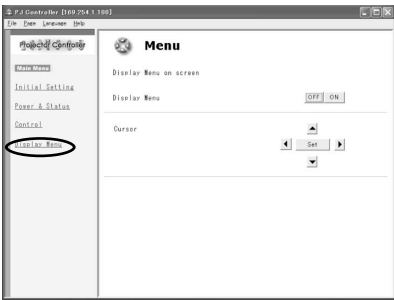 PJ Controller [169.254.1.100]
File Page Language Help
Projector Controller
Main Menu
Initial Setting
Power & Status
Control
Display Menu
Menu
Display Menu on screen
Display Menu
OFF ON
Cursor
Set